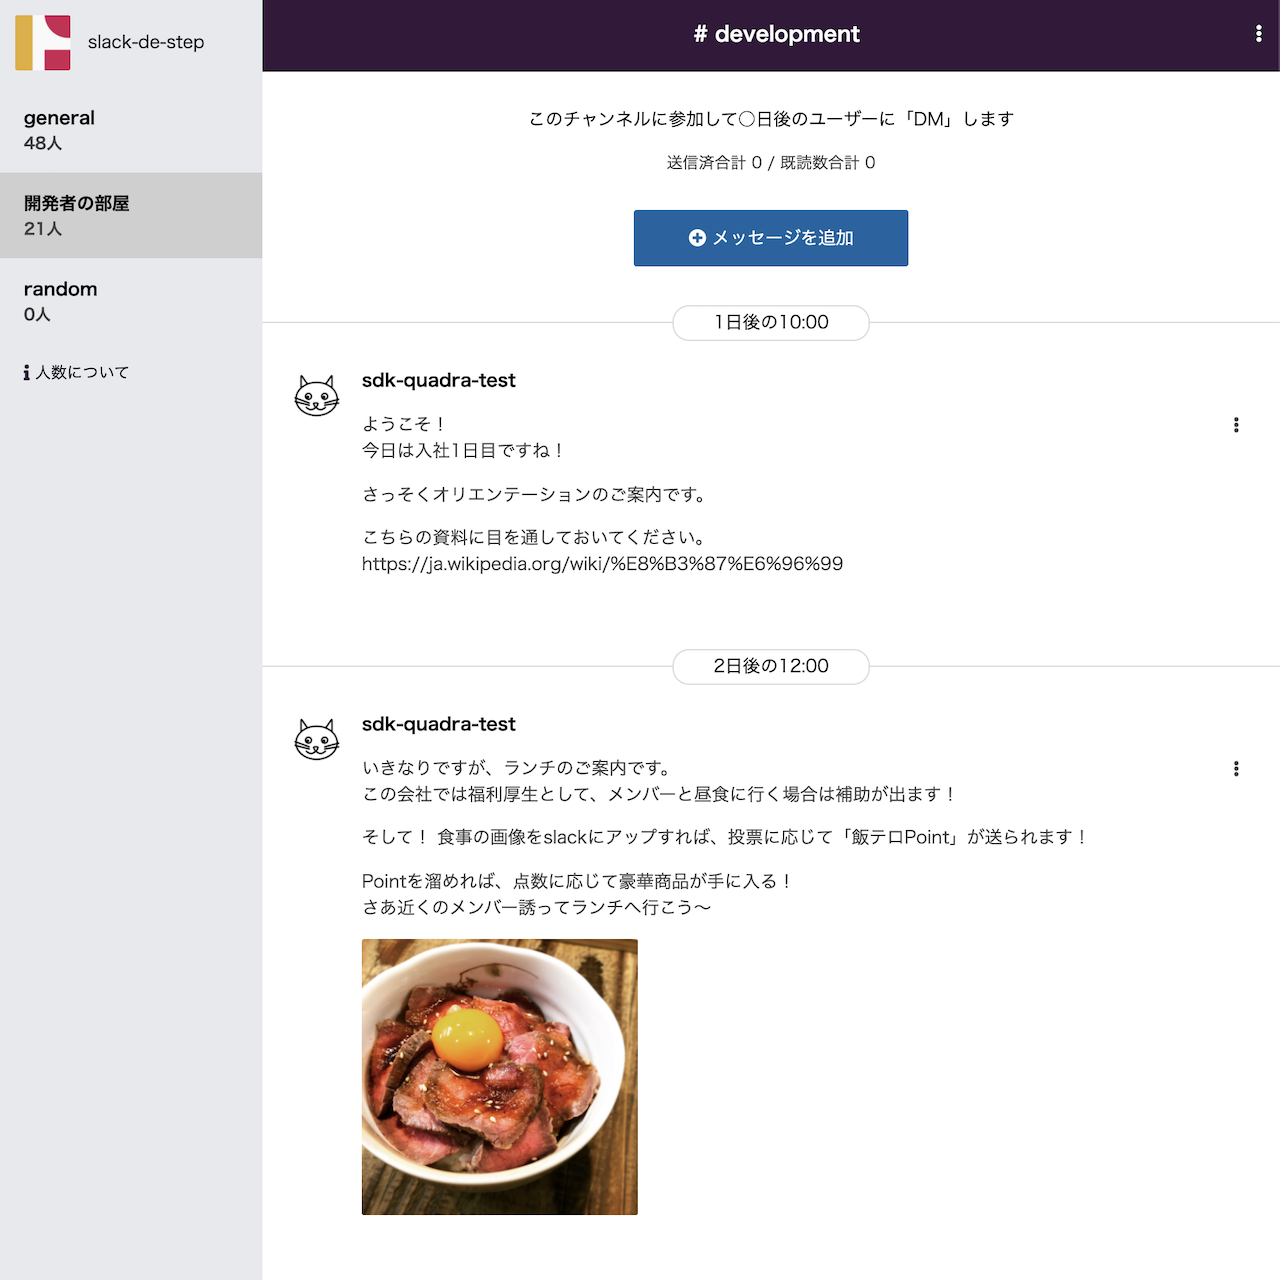 slack-de-step
general
48人
開発者の部屋
21人
random
0人
人数について
# development
このチャンネルに参加して○日後のユーザーに「DM」します
送信済合計 0 / 既読数合計 0
メッセージを追加
1日後の10:00
sdk-quadra-test
ようこそ！
今日は入社1日目ですね！
さっそくオリエンテーションのご案内です。
こちらの資料に目を通しておいてください。
https://ja.wikipedia.org/wiki/%E8%B3%87%E6%96%99
2日後の12:00
sdk-quadra-test
いきなりですが、ランチのご案内です。
この会社では福利厚生として、メンバーと昼食に行く場合は補助が出ます！
そして！ 食事の画像をslackにアップすれば、投票に応じて「飯テロPoint」が送られます！
Pointを溜めれば、点数に応じて豪華商品が手に入る！
さあ近くのメンバー誘ってランチへ行こう〜